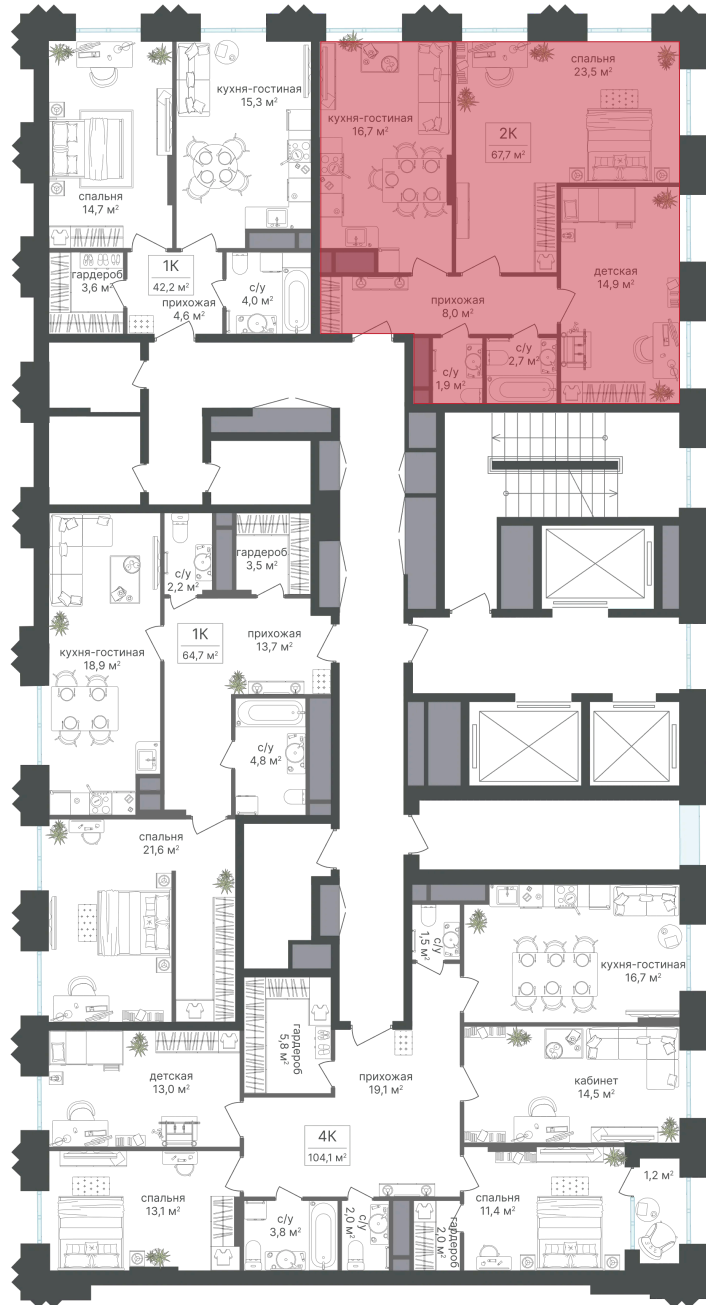 кухня-гостиная
15,3 м²
спальня
14,7 м²
гардероб
3,6 м²
1К
42,2 м²
прихожая
4,6 м²
с/у
4,0 м²
кухня-гостиная
16,7 м²
спальня
23,5 м²
2К
67,7 м²
детская
14,9 м²
прихожая
8,0 м²
с/у
1,9 м²
с/у
2,7 м²
гардероб
3,5 м²
с/у
2,2 м²
кухня-гостиная
18,9 м²
1К
64,7 м²
прихожая
13,7 м²
с/у
4,8 м²
спальня
21,6 м²
с/у
1,5 м²
кухня-гостиная
16,7 м²
гардероб
5,8 м²
детская
13,0 м²
прихожая
19,1 м²
кабинет
14,5 м²
4К
104,1 м²
спальня
13,1 м²
с/у
3,8 м²
с/у
2,0 м²
гардероб
2,0 м²
спальня
11,4 м²
1,2 м²